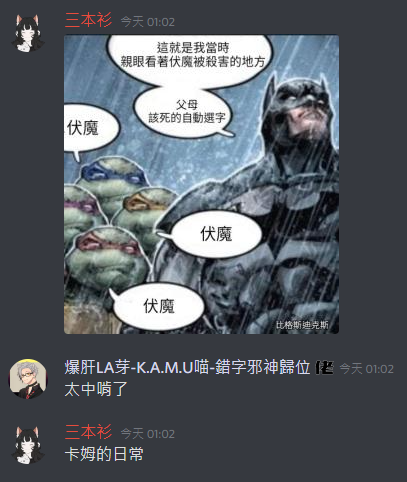 三本衫 今天 01:02
這就是我當時
親眼看著伏魔被殺害的地方
父母
該死的自動選字
伏魔
伏魔
伏魔
比格斯迪克斯
爆肝LA芽-K.A.M.U喵-錯字邪神歸位 今天 01:02
太中啃了
三本衫 今天 01:02
卡姆的日常